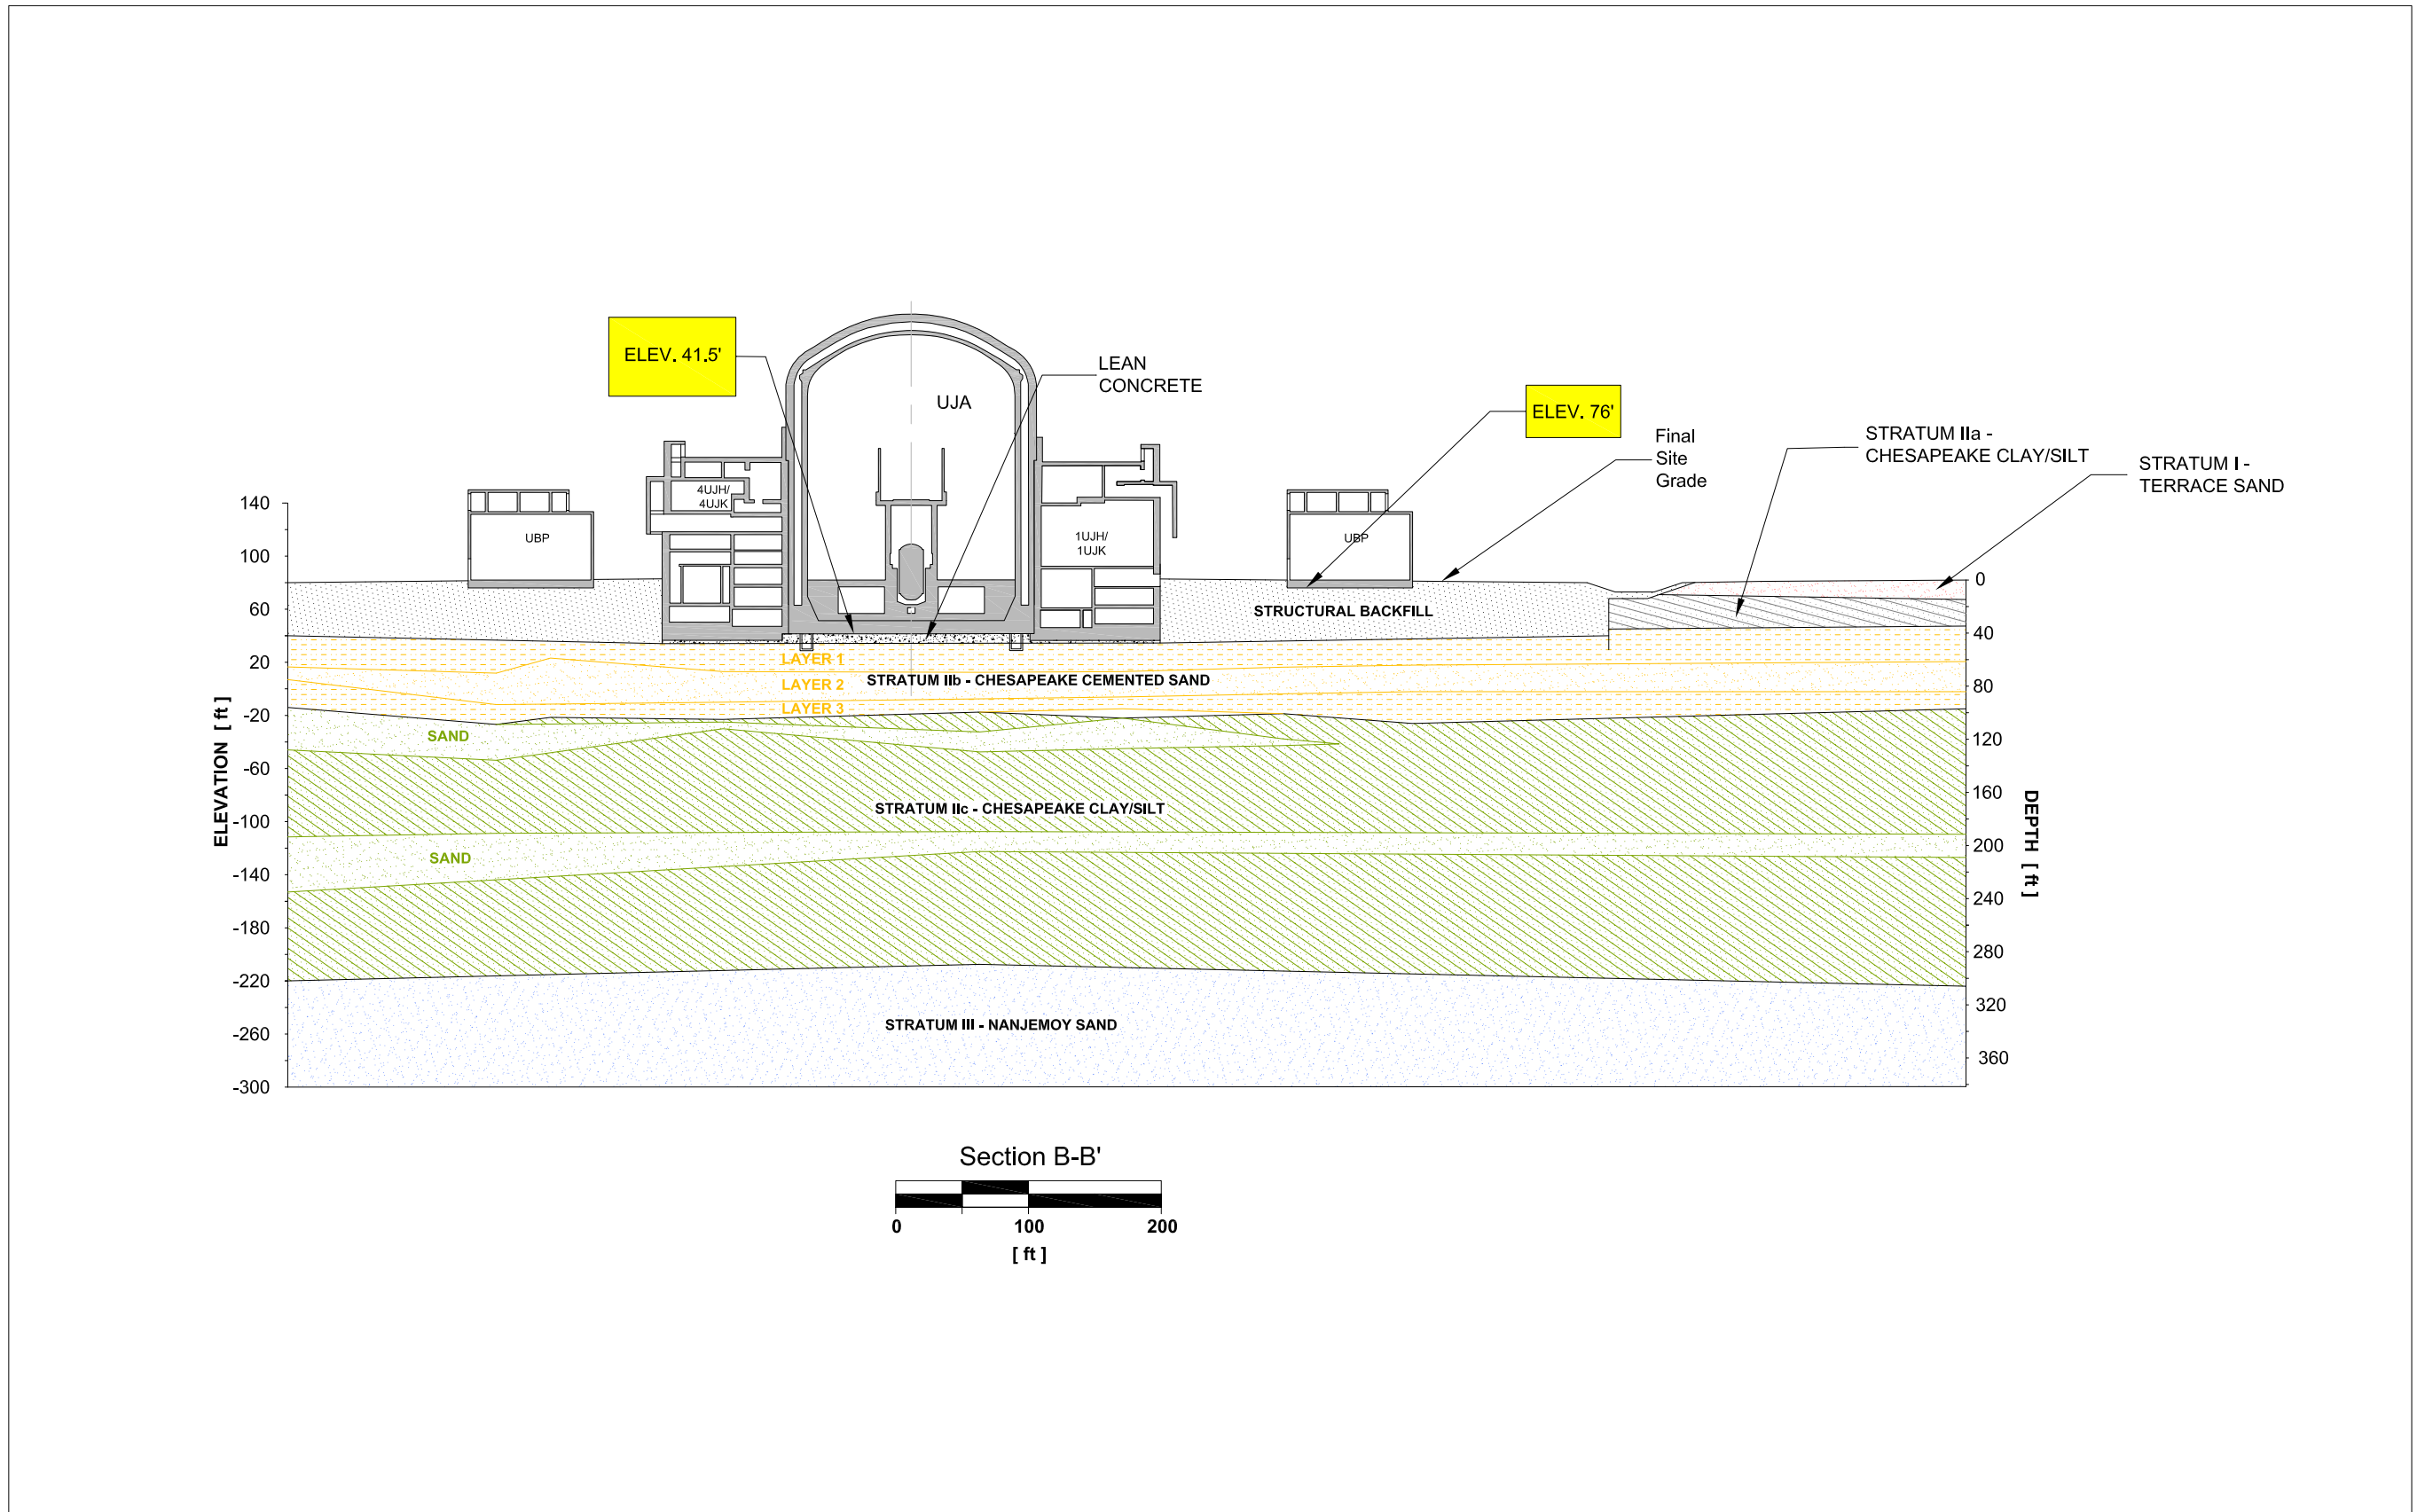 ELEV. 41.5'
LEAN
CONCRETE
UJA
ELEV. 76'
Final
Site
Grade
STRATUM IIa -
CHESAPEAKE CLAY/SILT
STRATUM I -
TERRACE SAND
4UJH/
4UJK
1UJH/
1UJK
UBP
UBP
STRUCTURAL BACKFILL
LAYER 1
STRATUM IIb - CHESAPEAKE CEMENTED SAND
LAYER 2
LAYER 3
SAND
STRATUM IIc - CHESAPEAKE CLAY/SILT
SAND
STRATUM III - NANJEMOY SAND
ELEVATION [ ft ]
140
100
60
20
-20
-60
-100
-140
-180
-220
-260
-300
DEPTH [ ft ]
0
40
80
120
160
200
240
280
320
360
Section B-B'
0 100 200
[ ft ]